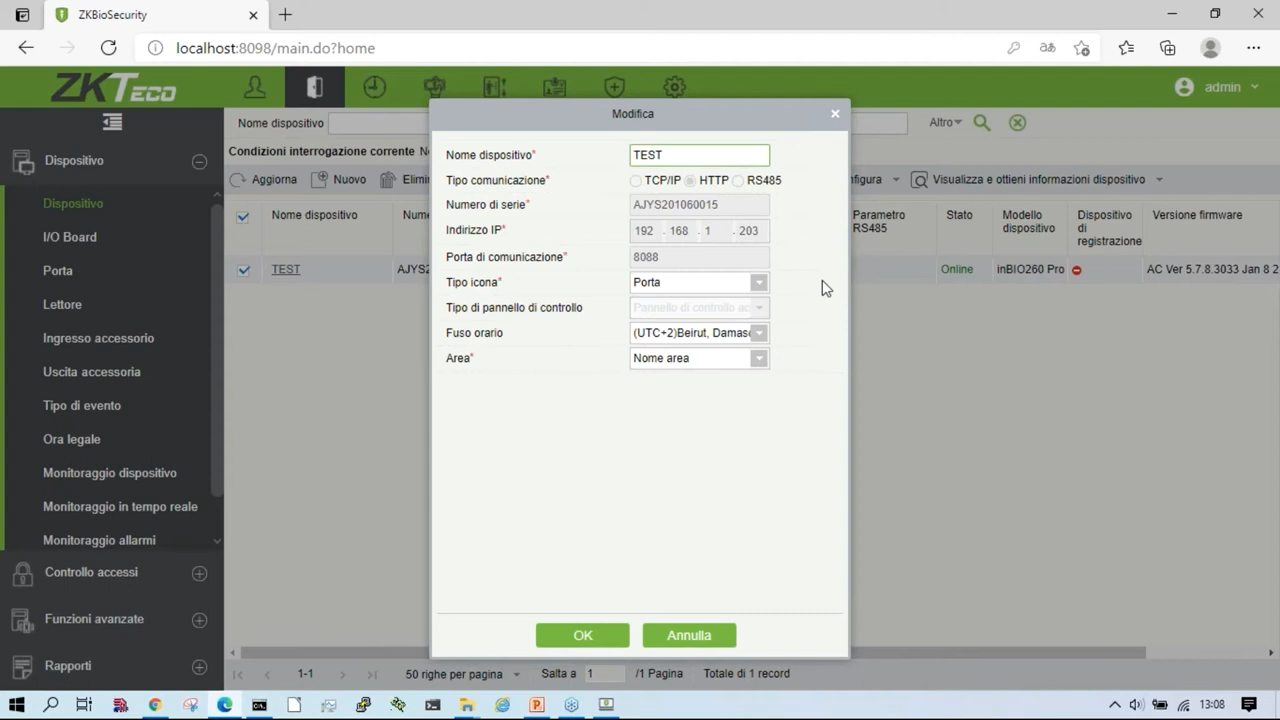 ZKBioSecurity
localhost:8098/main.do?home
ZKTeco
admin
Nome dispositivo
Altro
Condizioni interrogazione corrente
Aggiorna
Nuovo
Visualizza e ottieni informazioni dispositivo
Nome dispositivo
Parametro RS485
Stato
Modello dispositivo
Dispositivo di registrazione
Versione firmware
TEST
Online
inBIO260 Pro
AC Ver 5.7.8.3033 Jan 8 2
Dispositivo
Dispositivo
I/O Board
Porta
Lettore
Ingresso accessorio
Uscita accessoria
Tipo di evento
Ora legale
Monitoraggio dispositivo
Monitoraggio in tempo reale
Monitoraggio allarmi
Controllo accessi
Funzioni avanzate
Rapporti
Modifica
Nome dispositivo* TEST
Tipo comunicazione* TCP/IP HTTP RS485
Numero di serie* AJYS201060015
Indirizzo IP* 192 . 168 . 1 . 203
Porta di comunicazione* 8088
Tipo icona* Porta
Tipo di pannello di controllo Pannello di controllo ac
Fuso orario (UTC+2)Beirut, Damasc
Area* Nome area
OK
Annulla
1-1
50 righe per pagina
Salta a 1 /1 Pagina
Totale di 1 record
13:08